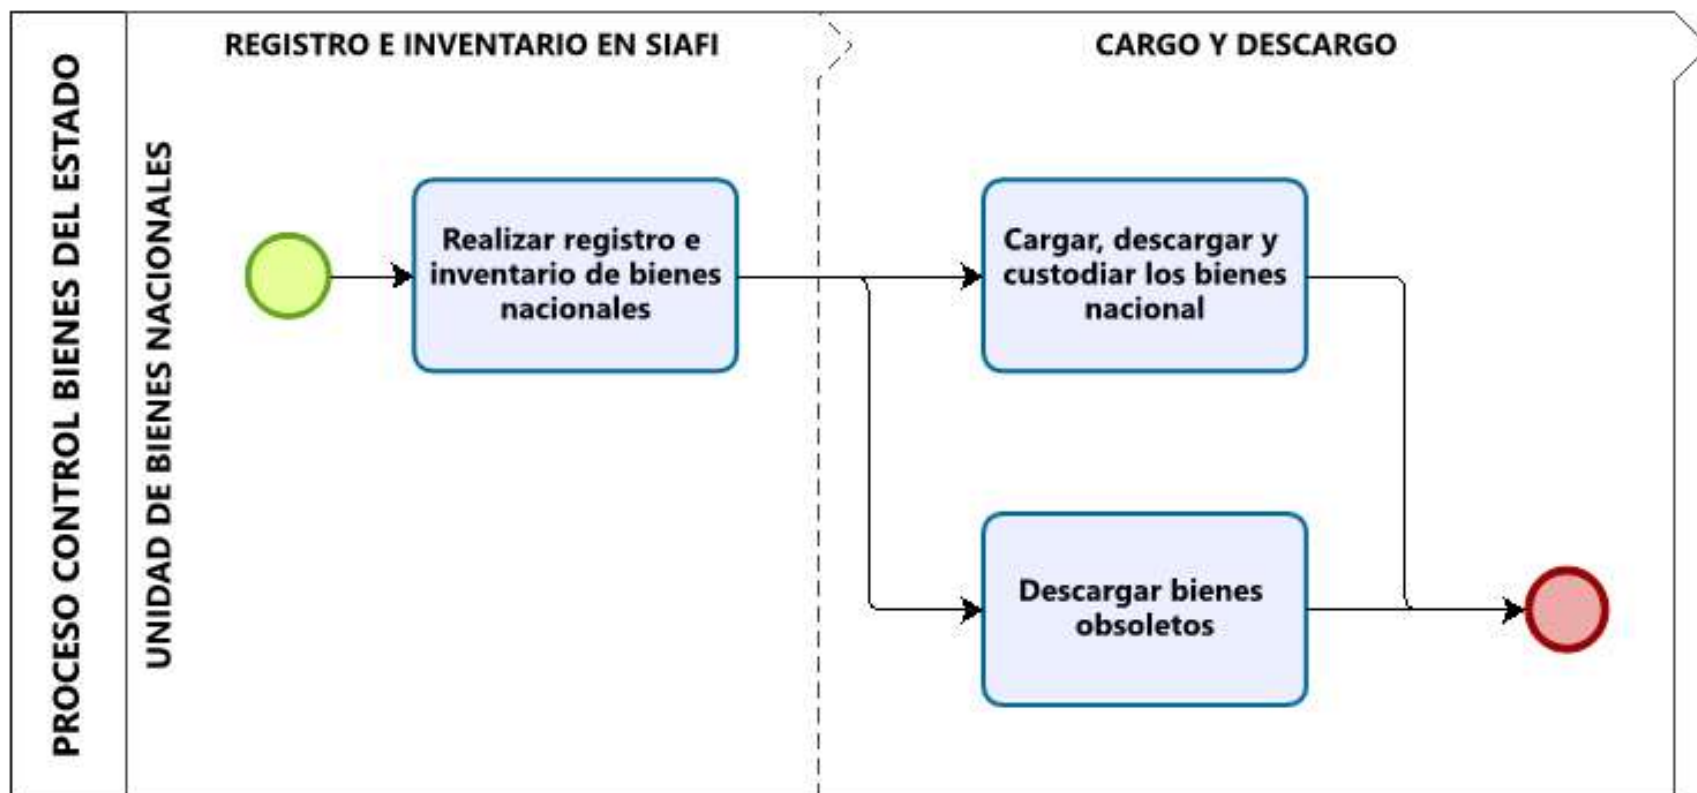 PROCESO CONTROL BIENES DEL ESTADO
UNIDAD DE BIENES NACIONALES
REGISTRO E INVENTARIO EN SIAFI
CARGO Y DESCARGO
Realizar registro e
inventario de bienes
nacionales
Cargar, descargar y
custodiar los bienes
nacional
Descargar bienes
obsoletos